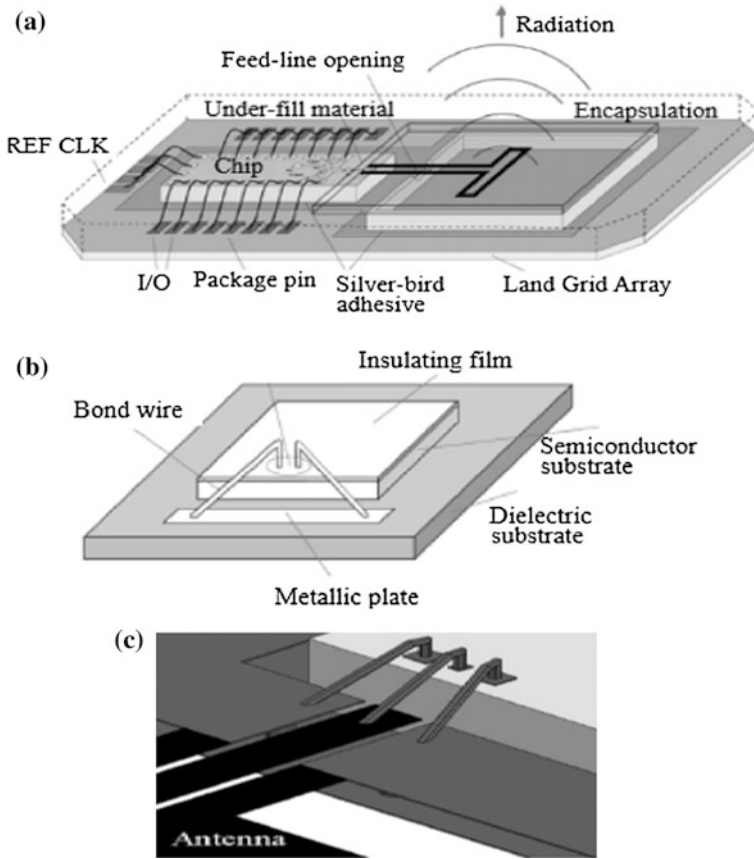 (a)
Radiation
Feed-line opening
Under-fill material
Encapsulation
REF CLK
Chip
I/O
Package pin
Silver-bird
adhesive
Land Grid Array
(b)
Insulating film
Bond wire
Semiconductor
substrate
Dielectric
substrate
Metallic plate
(c)
Antenna